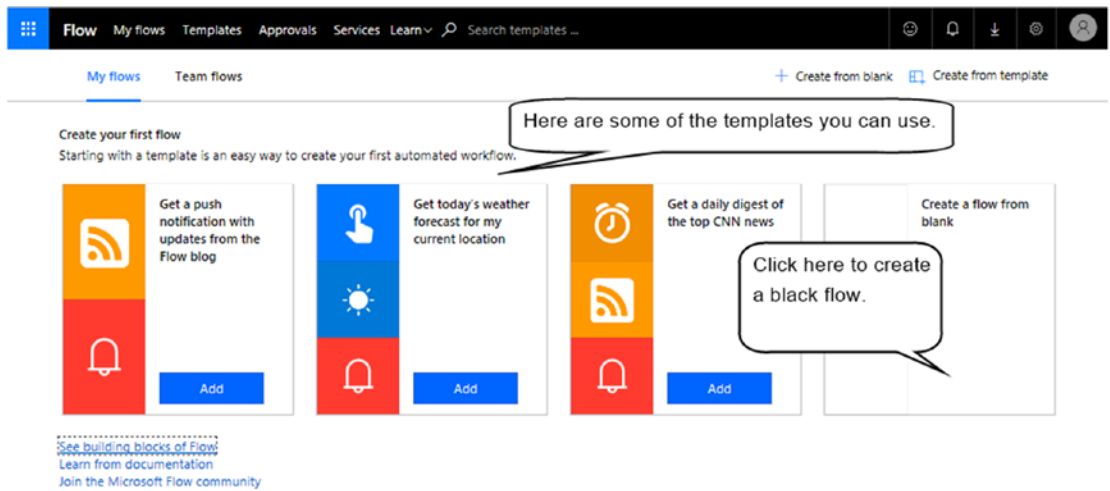 Flow My flows Templates Approvals Services Learn Search templates ...
My flows Team flows + Create from blank Create from template
Here are some of the templates you can use.
Create your first flow
Starting with a template is an easy way to create your first automated workflow.
Get a push
notification with
updates from the
Flow blog
Add
Get today's weather
forecast for my
current location
Add
Get a daily digest of
the top CNN news
Add
Create a flow from
blank
Click here to create
a black flow.
See building blocks of Flow
Learn from documentation
Join the Microsoft Flow community